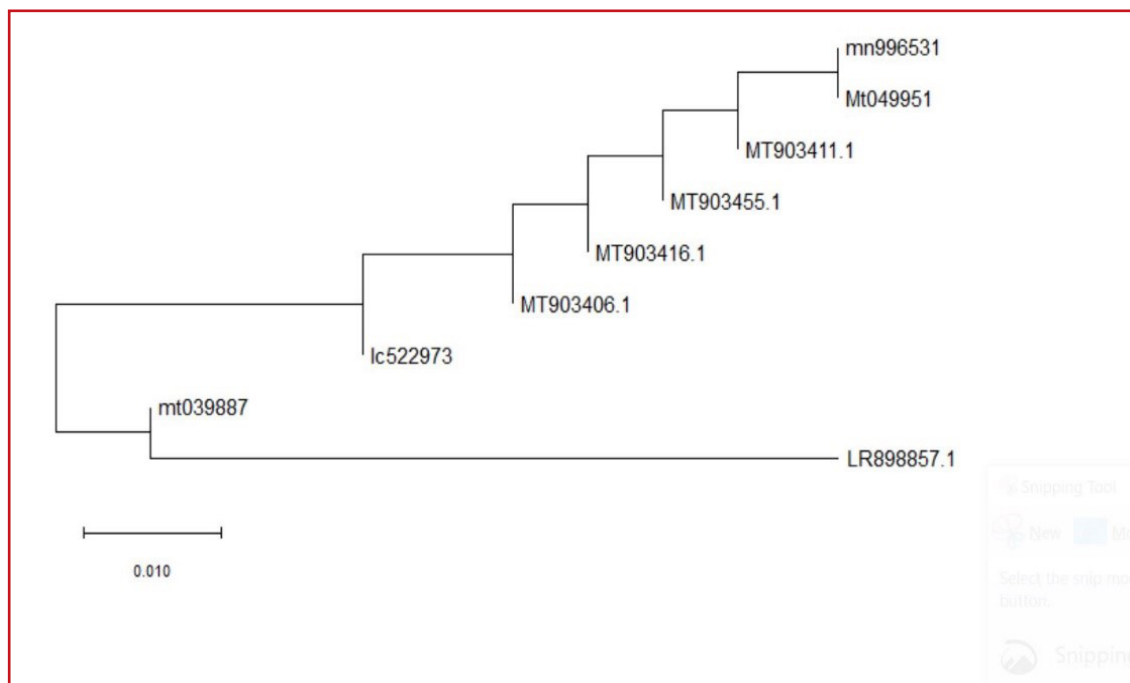 mn996531
Mt049951
MT903411.1
MT903455.1
MT903416.1
MT903406.1
lc522973
mt039887
LR898857.1
0.010
Snipping Tool
New
Select the snip
button.
Snipping